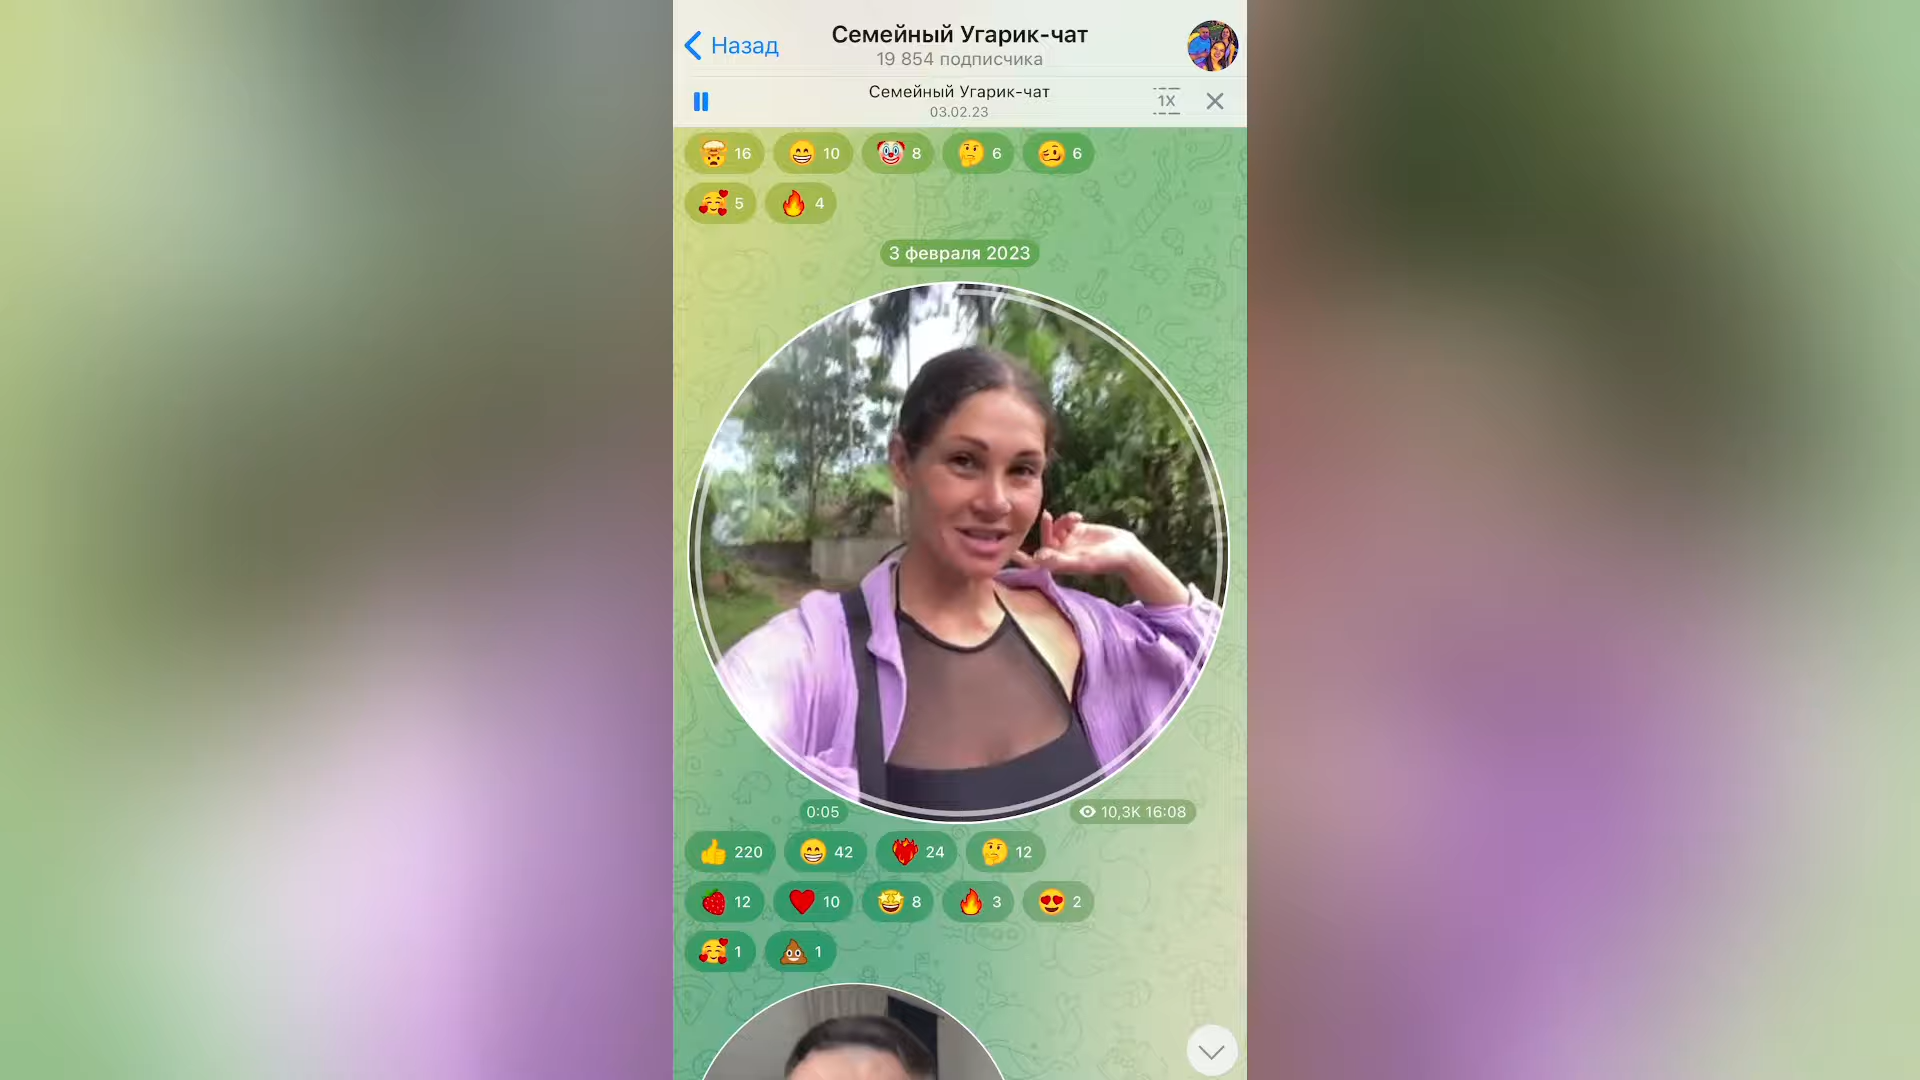 Назад
Семейный Угарик-чат
19 854 подписчика
Семейный Угарик-чат
03.02.23
1X
16 10 8 6 6
5 4
3 февраля 2023
0:05
10,3K 16:08
220 42 24 12
12 10 8 3 2
1 1